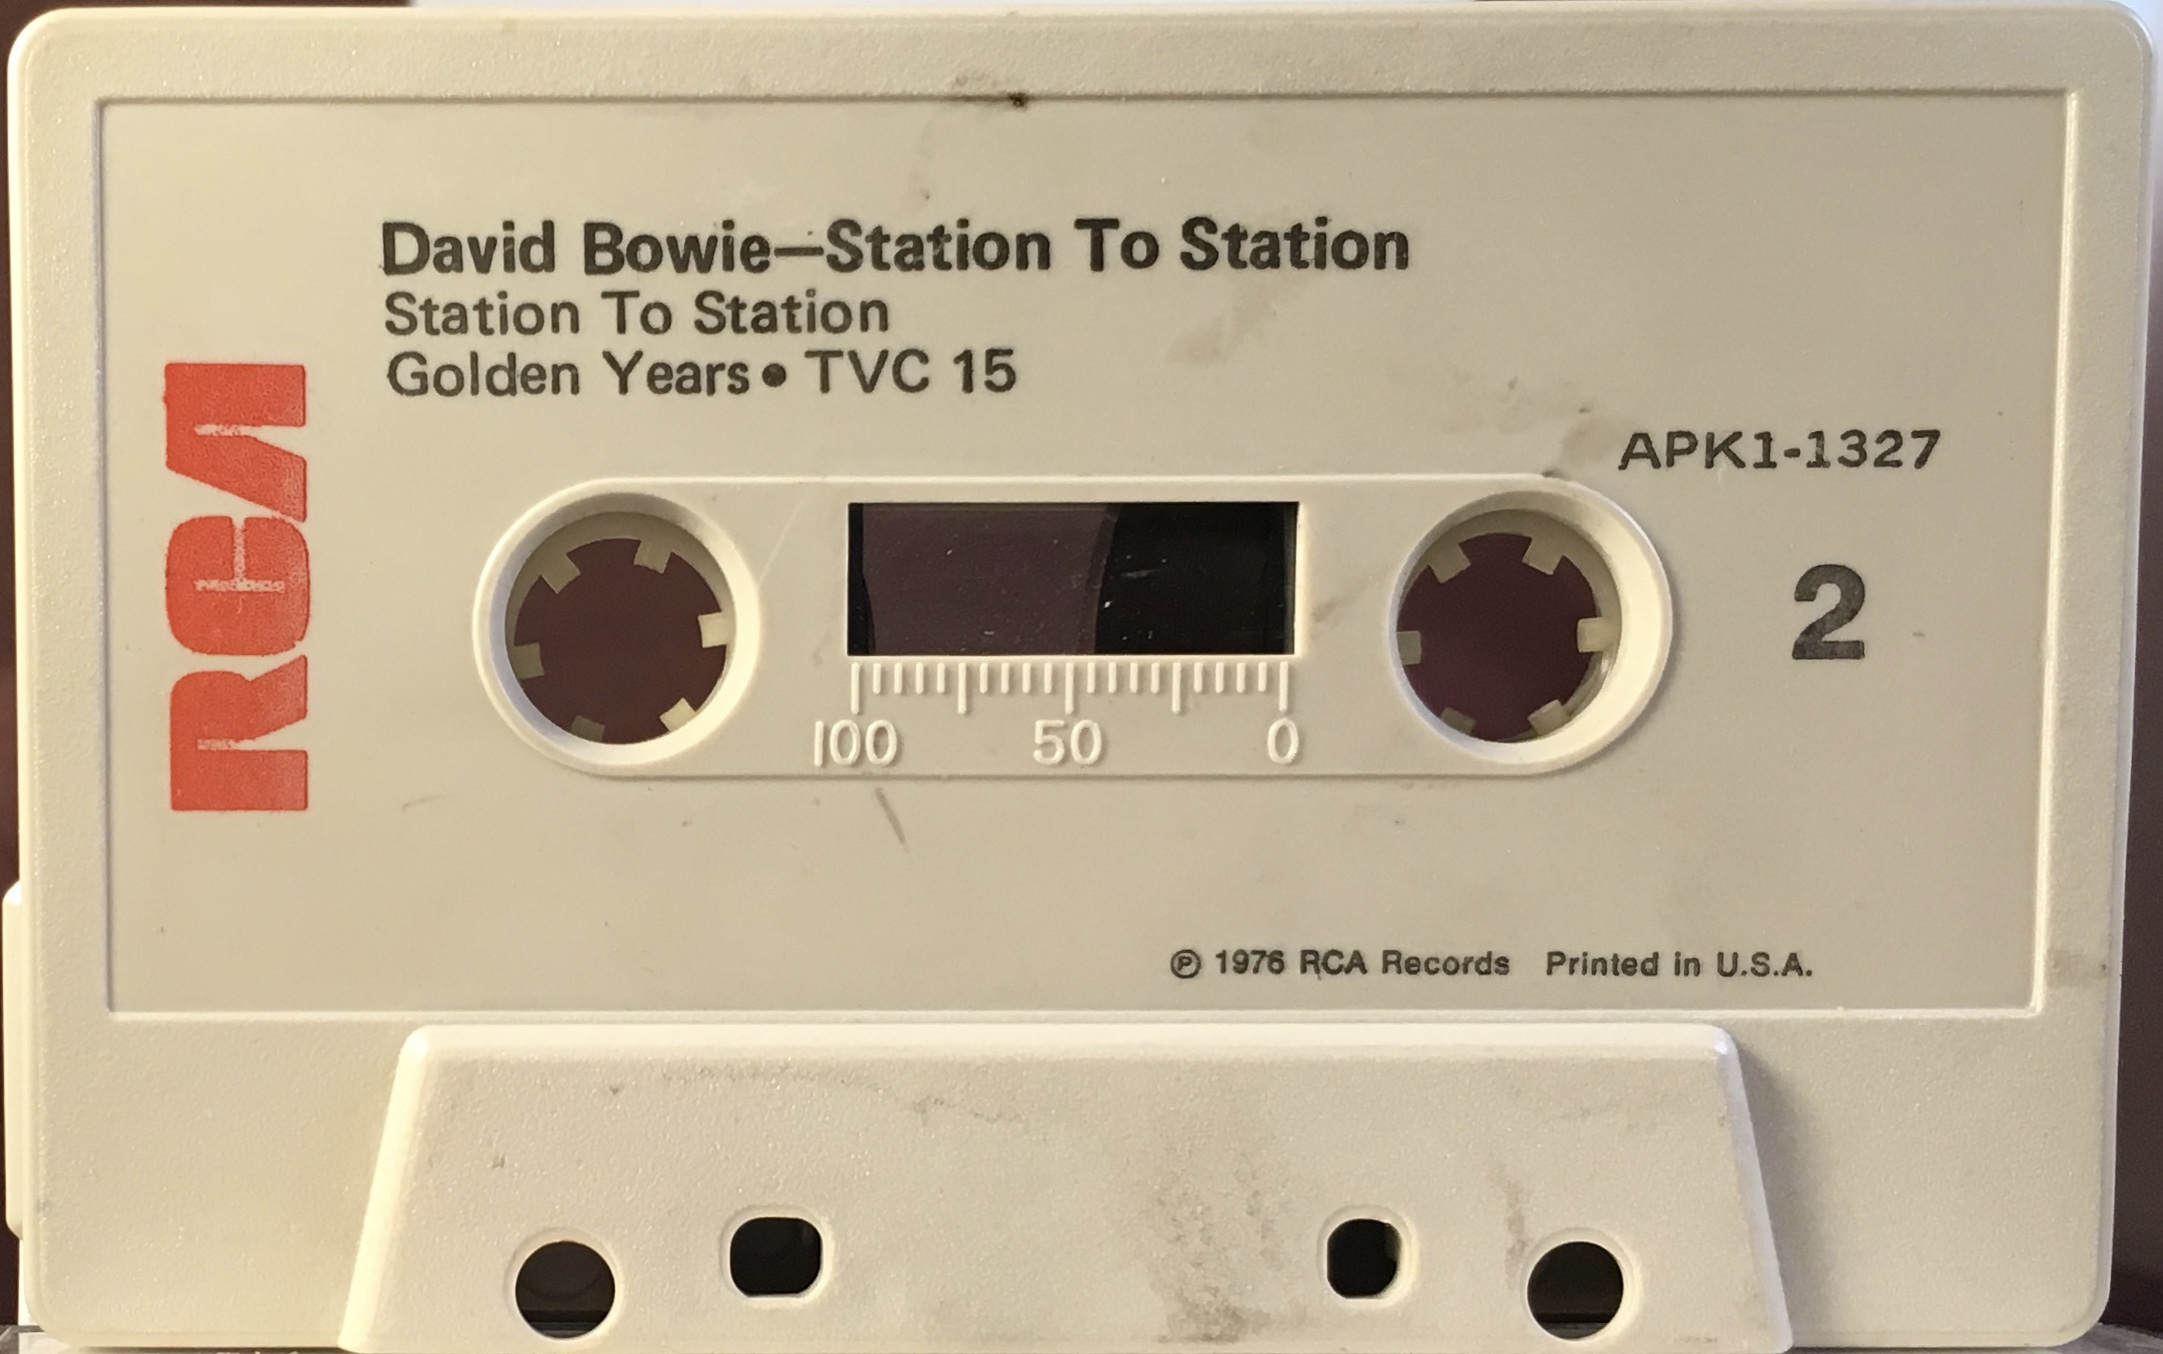 David Bowie—Station To Station
Station To Station
Golden Years • TVC 15
RCA
APK1-1327
2
100 50 0
℗ 1976 RCA Records Printed in U.S.A.